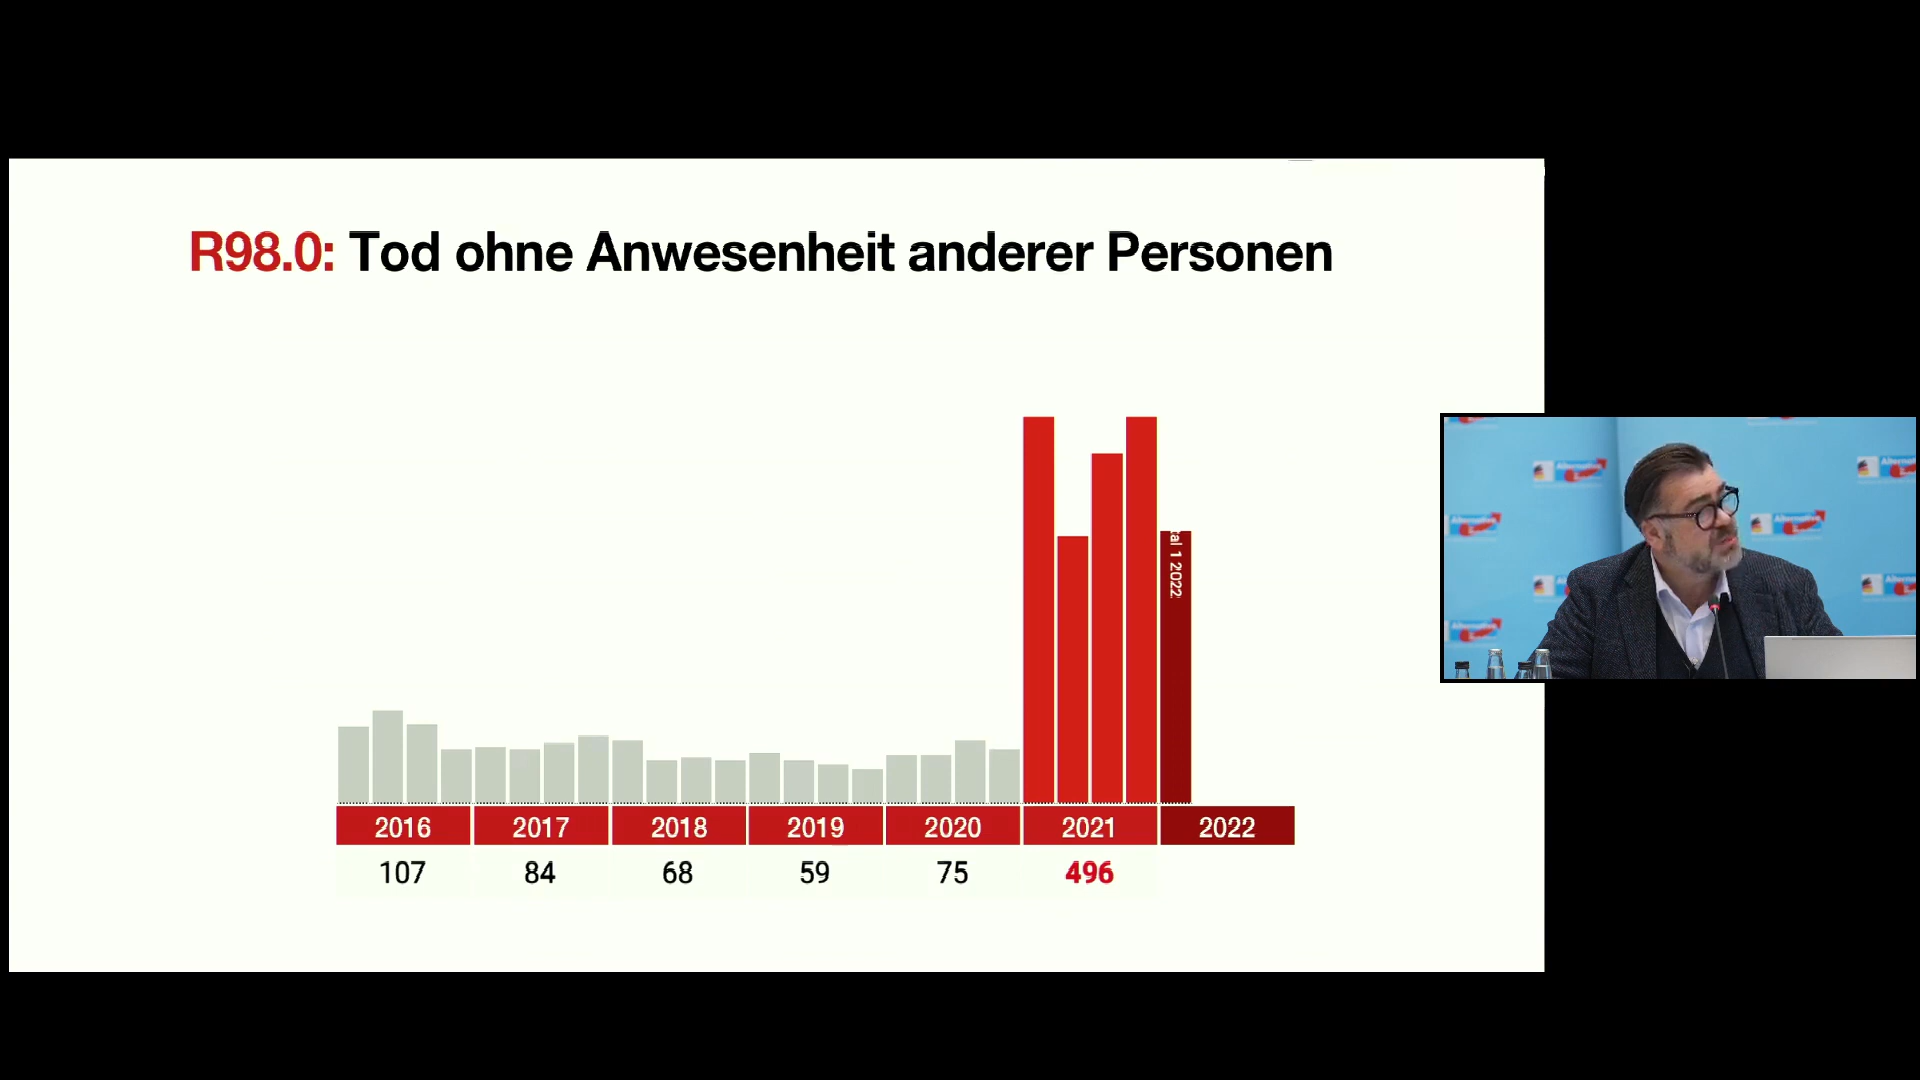 R98.0: Tod ohne Anwesenheit anderer Personen
tal 1 2022:
2016 2017 2018 2019 2020 2021 2022
107 84 68 59 75 496